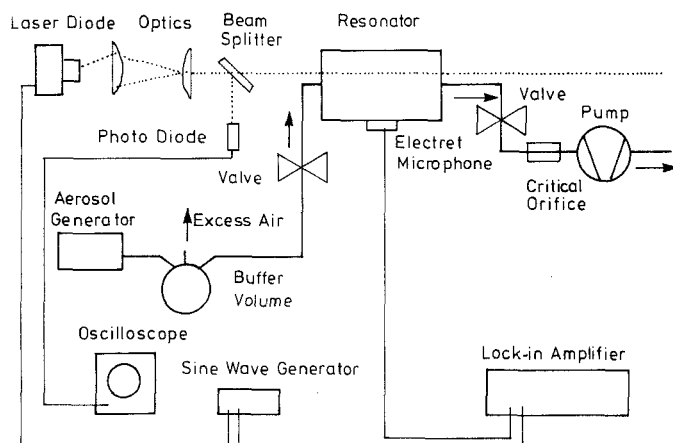 Laser Diode
Optics
Beam
Splitter
Resonator
Valve
Pump
Photo Diode
Electret
Microphone
Valve
Critical
Orifice
Aerosol
Generator
Excess Air
Buffer
Volume
Oscilloscope
Sine Wave Generator
Lock-in Amplifier